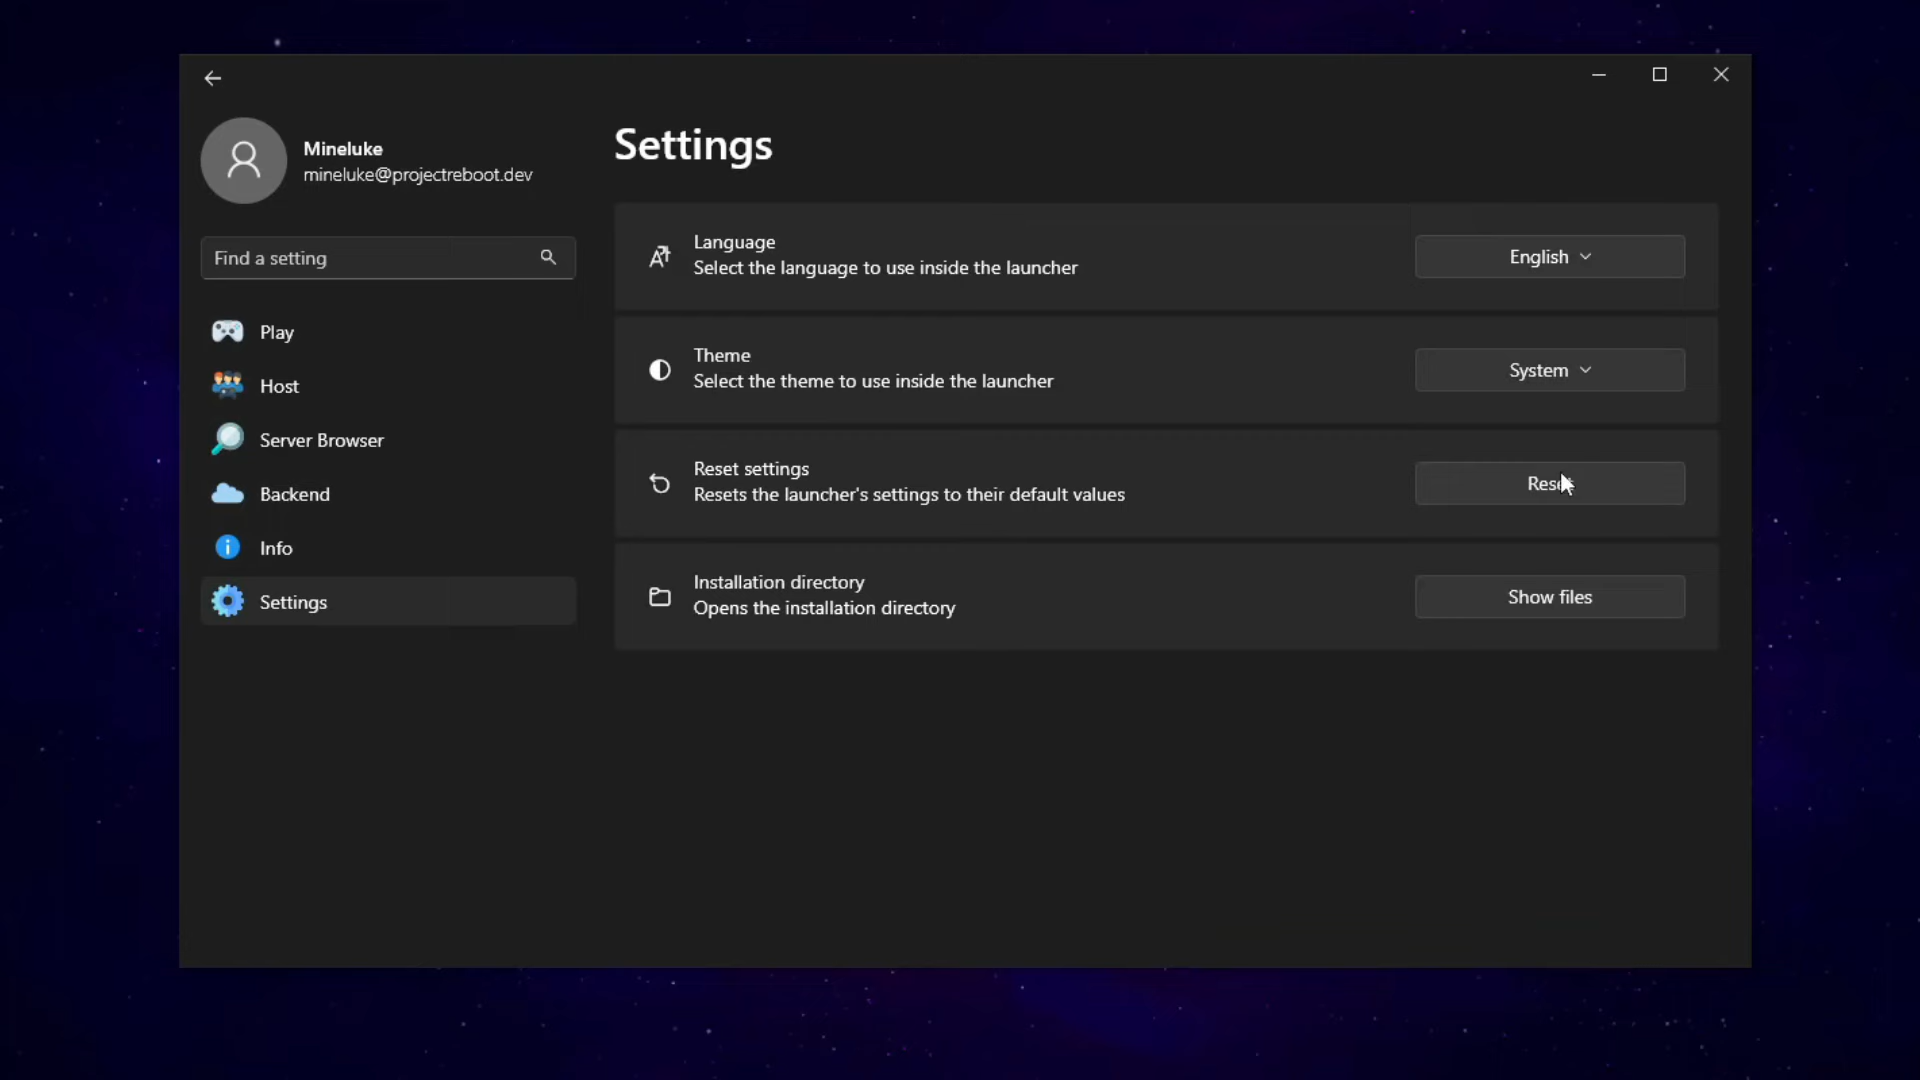 Mineluke
mineluke@projectreboot.dev
Find a setting
Play
Host
Server Browser
Backend
Info
Settings
Settings
Language
Select the language to use inside the launcher
English
Theme
Select the theme to use inside the launcher
System
Reset settings
Resets the launcher's settings to their default values
Reset
Installation directory
Opens the installation directory
Show files